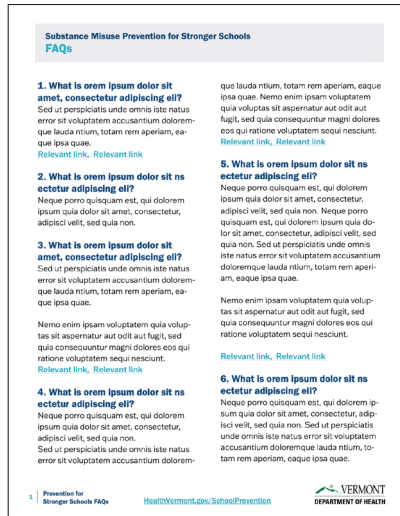 Substance Misuse Prevention for Stronger Schools
FAQs
1. What is orem ipsum dolor sit
amet, consectetur adipiscing eli?
Sed ut perspiciatis unde omnis iste natus
error sit voluptatem accusantium dolorem-
que lauda ntium, totam rem aperiam, ea-
que ipsa quae.
Relevant link, Relevant link
2. What is orem ipsum dolor sit ns
ectetur adipiscing eli?
Neque porro quisquam est, qui dolorem
ipsum quia dolor sit amet, consectetur,
adipisci velit, sed quia non.
3. What is orem ipsum dolor sit
amet, consectetur adipiscing eli?
Sed ut perspiciatis unde omnis iste natus
error sit voluptatem accusantium dolorem-
que lauda ntium, totam rem aperiam, ea-
que ipsa quae.
Nemo enim ipsam voluptatem quia volup-
tas sit aspernatur aut odit aut fugit, sed
quia consequuntur magni dolores eos qui
ratione voluptatem sequi nesciunt.
Relevant link, Relevant link
4. What is orem ipsum dolor sit ns
ectetur adipiscing eli?
Neque porro quisquam est, qui dolorem
ipsum quia dolor sit amet, consectetur,
adipisci velit, sed quia non.
Sed ut perspiciatis unde omnis iste natus
error sit voluptatem accusantium dolorem-
que lauda ntium, totam rem aperiam, eaque
ipsa quae. Nemo enim ipsam voluptatem
quia voluptas sit aspernatur aut odit aut
fugit, sed quia consequuntur magni dolores
eos qui ratione voluptatem sequi nesciunt.
Relevant link, Relevant link
5. What is orem ipsum dolor sit ns
ectetur adipiscing eli?
Neque porro quisquam est, qui dolorem
ipsum quia dolor sit amet, consectetur,
adipisci velit, sed quia non. Neque porro
quisquam est, qui dolorem ipsum quia do-
lor sit amet, consectetur, adipisci velit, sed
quia non. Sed ut perspiciatis unde omnis
iste natus error sit voluptatem accusantium
doloremque lauda ntium, totam rem aperi-
am, eaque ipsa quae.
Nemo enim ipsam voluptatem quia volup-
tas sit aspernatur aut odit aut fugit, sed
quia consequuntur magni dolores eos qui
ratione voluptatem sequi nesciunt.
Relevant link, Relevant link
6. What is orem ipsum dolor sit ns
ectetur adipiscing eli?
Neque porro quisquam est, qui dolorem ip-
sum quia dolor sit amet, consectetur, adip-
isci velit, sed quia non. Sed ut perspiciatis
unde omnis iste natus error sit voluptatem
accusantium doloremque lauda ntium, to-
tam rem aperiam, eaque ipsa quae.
1 Prevention for
Stronger Schools FAQs
HealthVermont.gov/SchoolPrevention
VERMONT
DEPARTMENT OF HEALTH